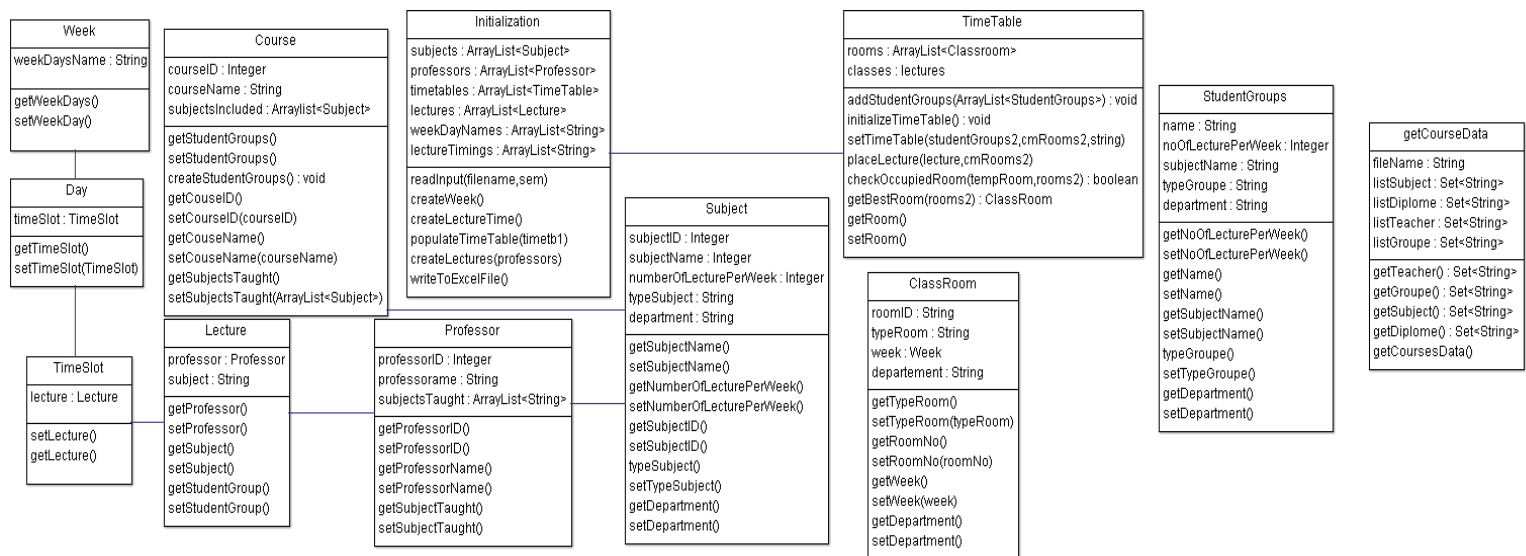 Week
weekDaysName : String
getWeekDays()
setWeekDay()
Day
timeSlot : TimeSlot
getTimeSlot()
setTimeSlot(TimeSlot)
TimeSlot
lecture : Lecture
setLecture()
getLecture()
Course
courseID : Integer
courseName : String
subjectsIncluded : Arraylist<Subject>
getStudentGroups()
setStudentGroups()
createStudentGroups() : void
getCouseID()
setCourseID(courseID)
getCouseName()
setCouseName(courseName)
getSubjectsTaught()
setSubjectsTaught(ArrayList<Subject>)
Lecture
professor : Professor
subject : String
getProfessor()
setProfessor()
getSubject()
setSubject()
getStudentGroup()
setStudentGroup()
Initialization
subjects : ArrayList<Subject>
professors : ArrayList<Professor>
timetables : ArrayList<TimeTable>
lectures : ArrayList<Lecture>
weekDayNames : ArrayList<String>
lectureTimings : ArrayList<String>
readInput(filename,sem)
createWeek()
createLectureTime()
populateTimeTable(timetb1)
createLectures(professors)
writeToExcelFile()
Professor
professorID : Integer
professorame : String
subjectsTaught : ArrayList<String>
getProfessorID()
setProfessorID()
getProfessorName()
setProfessorName()
getSubjectTaught()
setSubjectTaught()
Subject
subjectID : Integer
subjectName : Integer
numberOfLecturePerWeek : Integer
typeSubject : String
department : String
getSubjectName()
setSubjectName()
getNumberOfLecturePerWeek()
setNumberOfLecturePerWeek()
getSubjectID()
setSubjectID()
typeSubject()
setTypeSubject()
getDepartment()
setDepartment()
TimeTable
rooms : ArrayList<Classroom>
classes : lectures
addStudentGroups(ArrayList<StudentGroups>) : void
initializeTimeTable() : void
setTimeTable(studentGroups2,cmRooms2,string)
placeLecture(lecture,cmRooms2)
checkOccupiedRoom(tempRoom,rooms2) : boolean
getBestRoom(rooms2) : ClassRoom
getRoom()
setRoom()
ClassRoom
roomID : String
typeRoom : String
week : Week
departement : String
getTypeRoom()
setTypeRoom(typeRoom)
getRoomNo()
setRoomNo(roomNo)
getWeek()
setWeek(week)
getDepartment()
setDepartment()
StudentGroups
name : String
noOfLecturePerWeek : Integer
subjectName : String
typeGroupe : String
department : String
getNoOfLecturePerWeek()
setNoOfLecturePerWeek()
getName()
setName()
getSubjectName()
setSubjectName()
typeGroupe()
setTypeGroupe()
getDepartment()
setDepartment()
getCourseData
fileName : String
listSubject : Set<String>
listDiplome : Set<String>
listTeacher : Set<String>
listGroupe : Set<String>
getTeacher() : Set<String>
getGroupe() : Set<String>
getSubject() : Set<String>
getDiplome() : Set<String>
getCoursesData()